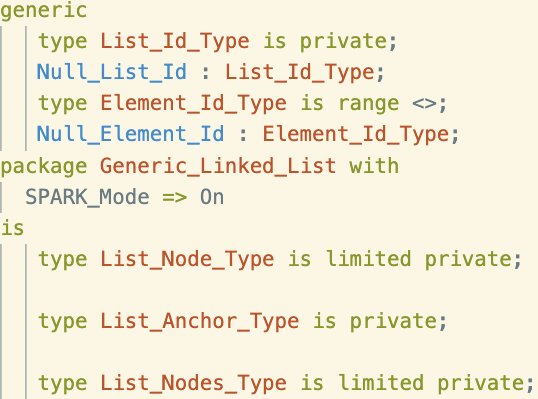 generic
type List_Id_Type is private;
Null_List_Id : List_Id_Type;
type Element_Id_Type is range <>;
Null_Element_Id : Element_Id_Type;
package Generic_Linked_List with
SPARK_Mode => On
is
type List_Node_Type is limited private;
type List_Anchor_Type is private;
type List_Nodes_Type is limited private;